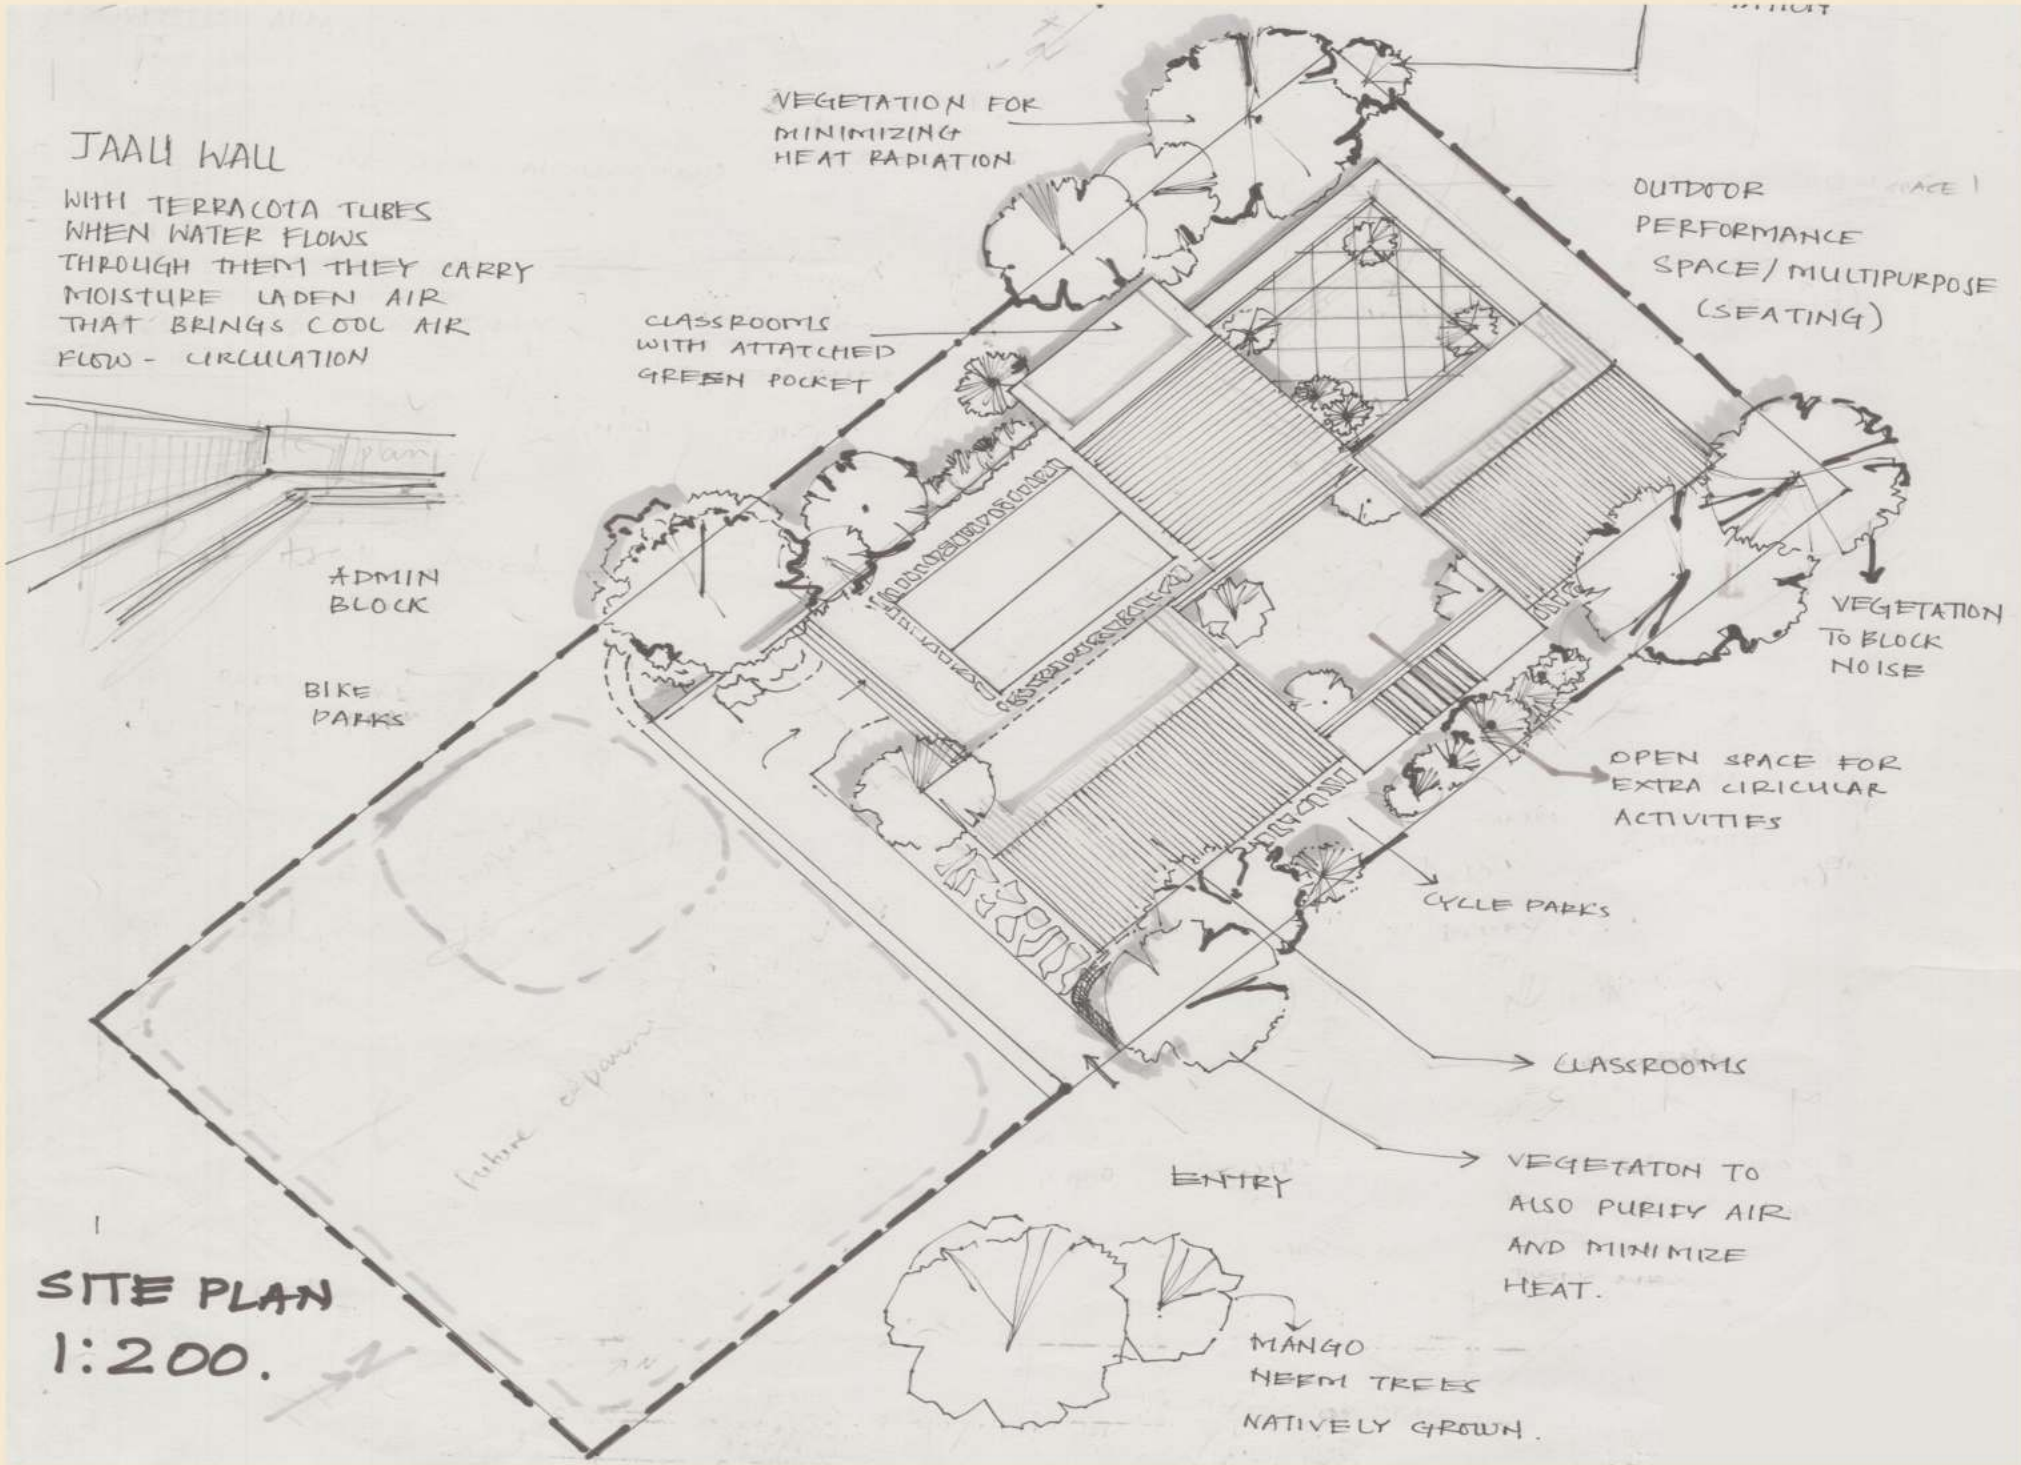 JAALI WALL
WITH TERRACOTA TUBES
WHEN WATER FLOWS
THROUGH THEM THEY CARRY
MOISTURE LADEN AIR
THAT BRINGS COOL AIR
FLOW - CIRCULATION
VEGETATION FOR
MINIMIZING
HEAT RADIATION
CLASSROOMS
WITH ATTATCHED
GREEN POCKET
OUTDOOR
PERFORMANCE
SPACE/MULTIPURPOSE
(SEATING)
SPACE
ADMIN
BLOCK
BIKE
PARKS
VEGETATION
TO BLOCK
NOISE
OPEN SPACE FOR
EXTRA CIRICULAR
ACTIVITIES
CYCLE PARKS
CLASSROOMS
VEGETATON TO
ALSO PURIFY AIR
AND MINIMIZE
HEAT.
ENTRY
MANGO
NEEM TREES
NATIVELY GROWN.
future
SITE PLAN
1:200.
N